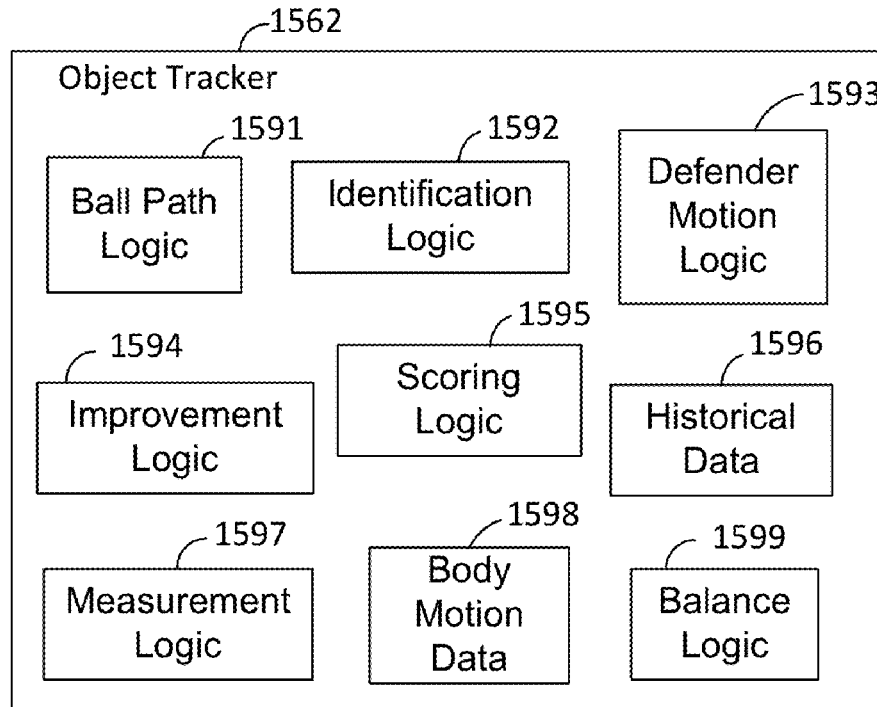 1562
Object Tracker
1591
Ball Path
Logic
1592
Identification
Logic
1593
Defender
Motion
Logic
1594
Improvement
Logic
1595
Scoring
Logic
1596
Historical
Data
1597
Measurement
Logic
1598
Body
Motion
Data
1599
Balance
Logic